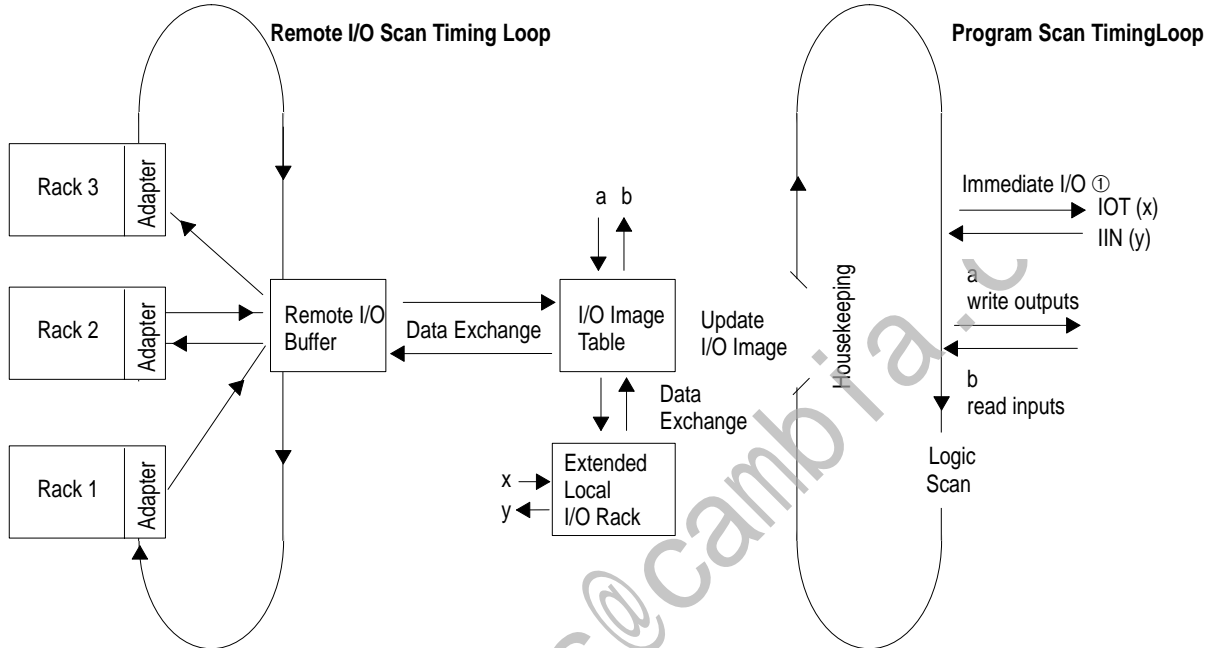 Remote I/O Scan Timing Loop
Program Scan TimingLoop
Rack 3
Adapter
Rack 2
Adapter
Rack 1
Adapter
Remote I/O
Buffer
Data Exchange
a b
I/O Image
Table
Data
Exchange
x
y
Extended
Local
I/O Rack
Update
I/O Image
Housekeeping
Immediate I/O ①
IOT (x)
IIN (y)
a
write outputs
b
read inputs
Logic
Scan